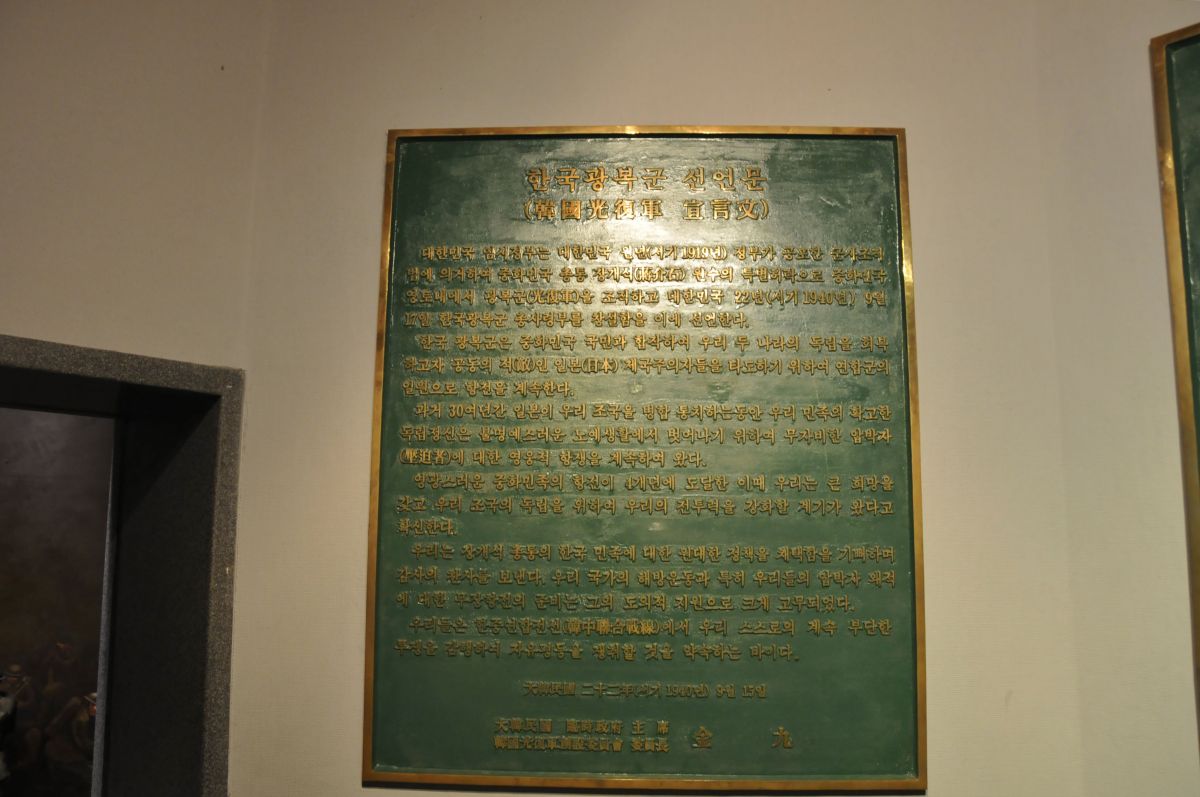 한국광복군 선언문
(韓國光復軍 宣言文)
대한민국 임시정부는 대한민국 원년(서기 1919년) 정부가 공포한 군사조직
법에 의거하여 중화민국 총통 장개석(蔣介石) 원수의 특별허락으로 중화민국
영토내에서 광복군(光復軍)을 조직하고 대한민국 22년(서기 1940년) 9월
17일 한국광복군 총사령부를 창설함을 이에 선언한다.
한국 광복군은 중화민국 국민과 합작하여 우리 두 나라의 독립을 회복
하고자 공동의 적(敵)인 일본(日本) 제국주의자들을 타도하기 위하여 연합군의
일원으로 항전을 계속한다.
과거 30여년간 일본이 우리 조국을 병합 통치하는동안 우리 민족의 확고한
독립정신은 불명예스러운 노예생활에서 벗어나기 위하여 무자비한 압박자
(壓迫者)에 대한 영웅적 항쟁을 계속하여 왔다.
영광스러운 중화민족의 항전이 4개년에 도달한 이때 우리는 큰 희망을
갖고 우리 조국의 독립을 위하여 우리의 전투력을 강화할 계기가 왔다고
확신한다.
우리는 장개석 총통의 한국 민족에 대한 원대한 정책을 채택함을 기뻐하며
감사의 찬사를 보낸다. 우리 국가의 해방운동과 특히 우리들의 압박자 왜적
에 대한 무장항전의 준비는 그의 도의적 지원으로 크게 고무되었다.
우리들은 한중연합전선(韓中聯合戰線)에서 우리 스스로의 계속 부단한
투쟁을 감행하여 자유평등을 쟁취할 것을 약속하는 바이다.
大韓民國 二十二年(서기 1940년) 9월 15일
大韓民國 臨時政府 主席
韓國光復軍創設委員會 委員長 金 九